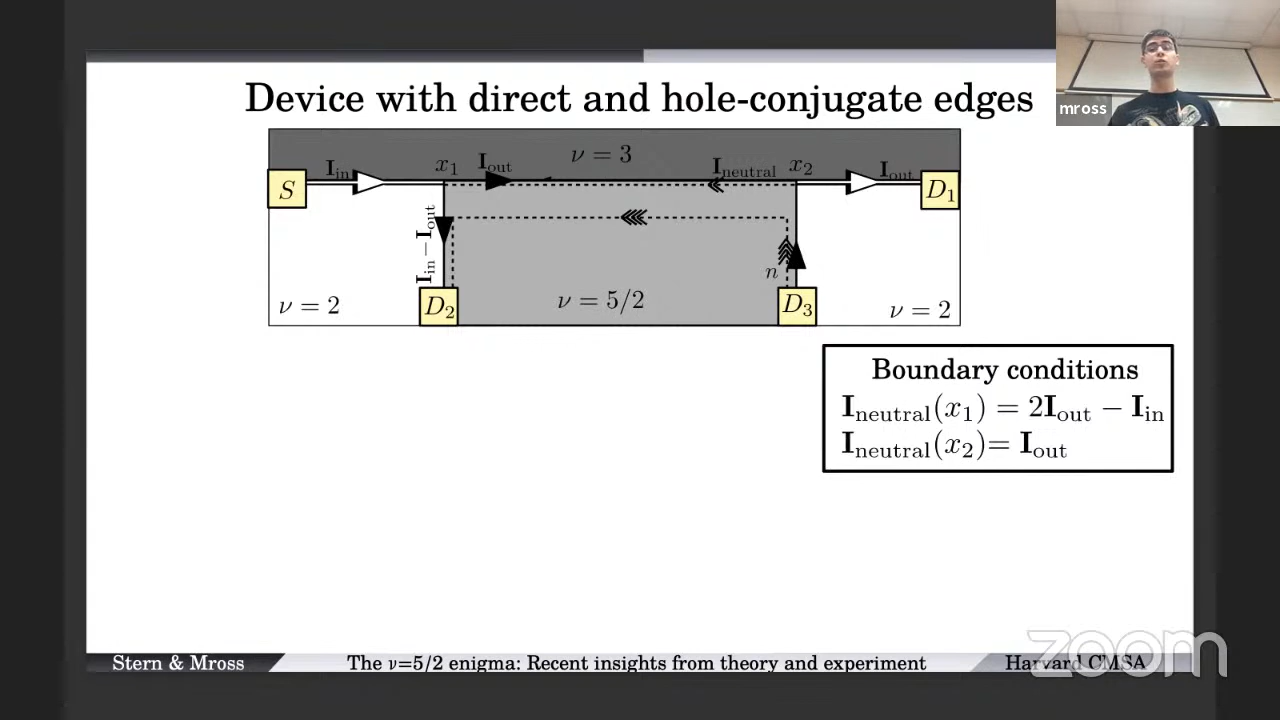 Device with direct and hole-conjugate edges
mross
S
I_in
x_1
I_out
ν = 3
I_neutral
x_2
I_out
D_1
I_in − I_out
n
ν = 2
D_2
ν = 5/2
D_3
ν = 2
Boundary conditions
I_neutral(x_1) = 2I_out − I_in
I_neutral(x_2)= I_out
Stern & Mross
The ν=5/2 enigma: Recent insights from theory and experiment
Harvard CMSA
zoom